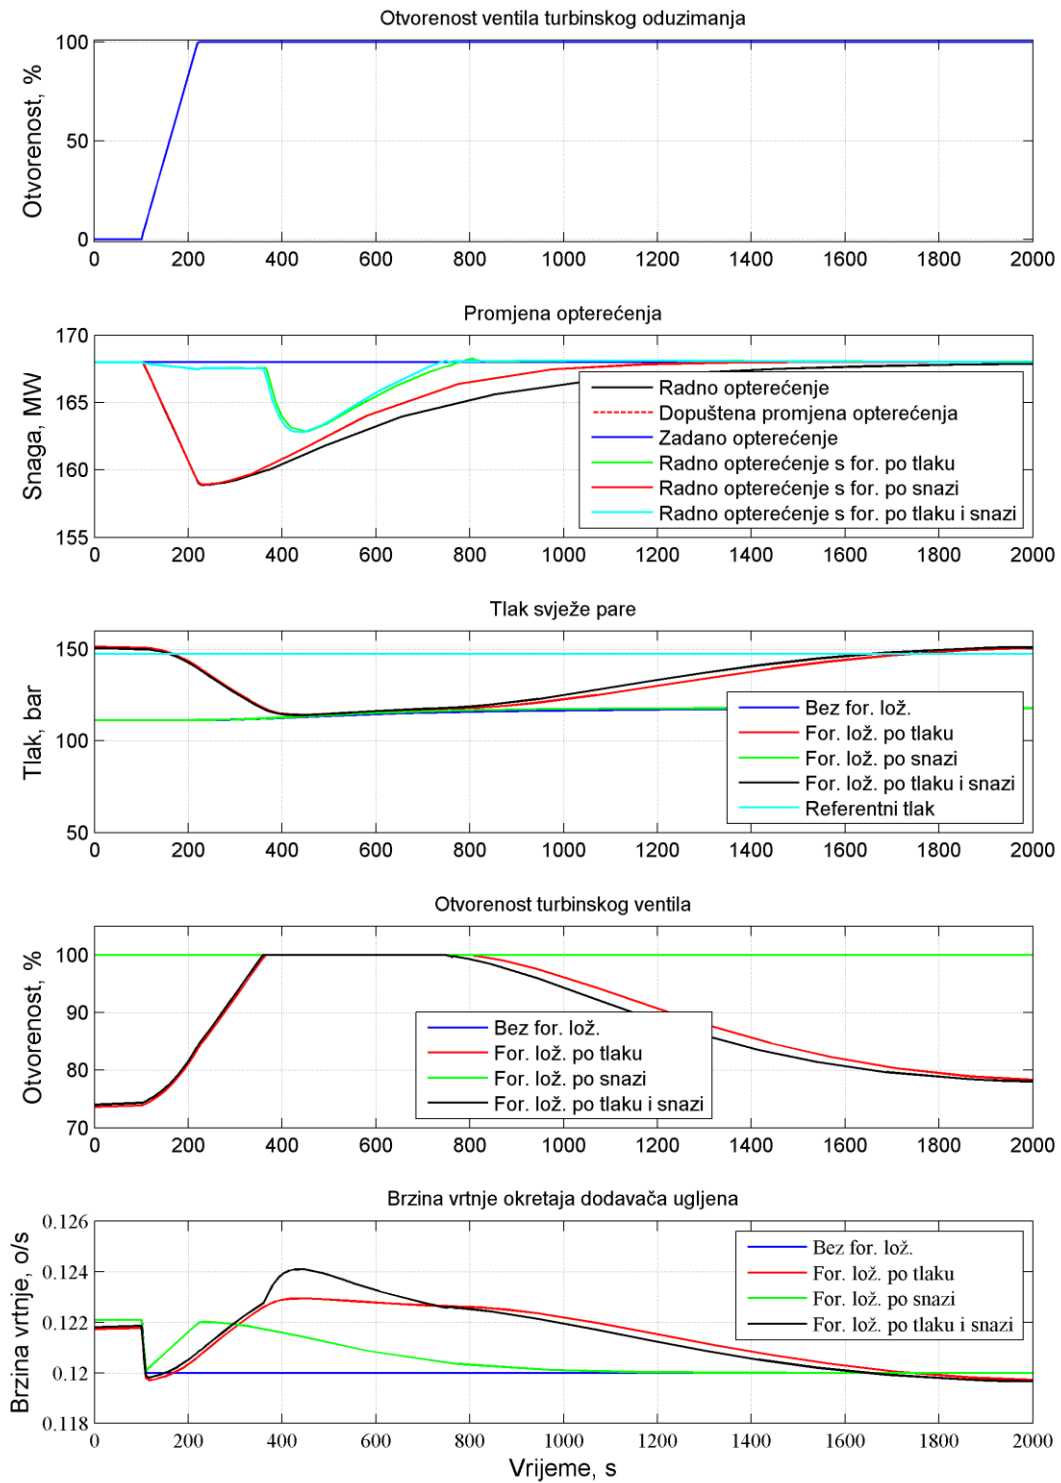 Otvorenost ventila turbinskog oduzimanja
Otvorenost, %
100
50
0
0 200 400 600 800 1000 1200 1400 1600 1800 2000
Promjena opterećenja
Snaga, MW
170
165
160
155
Radno opterećenje
Dopuštena promjena opterećenja
Zadano opterećenje
Radno opterećenje s for. po tlaku
Radno opterećenje s for. po snazi
Radno opterećenje s for. po tlaku i snazi
0 200 400 600 800 1000 1200 1400 1600 1800 2000
Tlak svježe pare
Tlak, bar
150
100
50
Bez for. lož.
For. lož. po tlaku
For. lož. po snazi
For. lož. po tlaku i snazi
Referentni tlak
0 200 400 600 800 1000 1200 1400 1600 1800 2000
Otvorenost turbinskog ventila
Otvorenost, %
100
90
80
70
Bez for. lož.
For. lož. po tlaku
For. lož. po snazi
For. lož. po tlaku i snazi
0 200 400 600 800 1000 1200 1400 1600 1800 2000
Brzina vrtnje okretaja dodavača ugljena
Brzina vrtnje, o/s
0.126
0.124
0.122
0.12
0.118
Bez for. lož.
For. lož. po tlaku
For. lož. po snazi
For. lož. po tlaku i snazi
0 200 400 600 800 1000 1200 1400 1600 1800 2000
Vrijeme, s